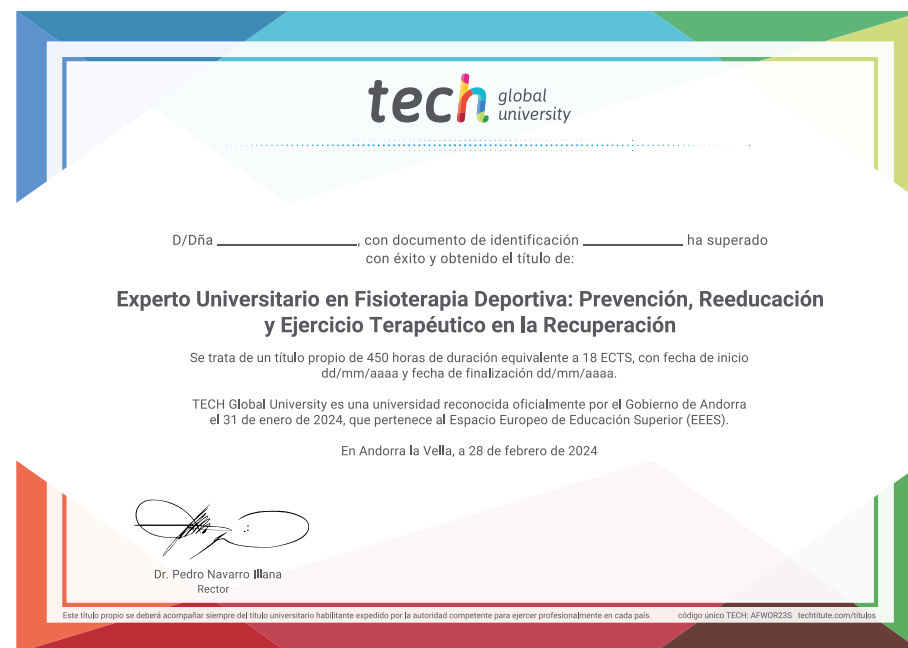 tech global university
D/Dña ____________________, con documento de identificación ______________ ha superado
con éxito y obtenido el título de:
Experto Universitario en Fisioterapia Deportiva: Prevención, Reeducación
y Ejercicio Terapéutico en la Recuperación
Se trata de un título propio de 450 horas de duración equivalente a 18 ECTS, con fecha de inicio
dd/mm/aaaa y fecha de finalización dd/mm/aaaa.
TECH Global University es una universidad reconocida oficialmente por el Gobierno de Andorra
el 31 de enero de 2024, que pertenece al Espacio Europeo de Educación Superior (EEES).
En Andorra la Vella, a 28 de febrero de 2024
Dr. Pedro Navarro Illana
Rector
Este título propio se deberá acompañar siempre del título universitario habilitante expedido por la autoridad competente para ejercer profesionalmente en cada país. código único TECH: AFWOR23S techtitute.com/titulos